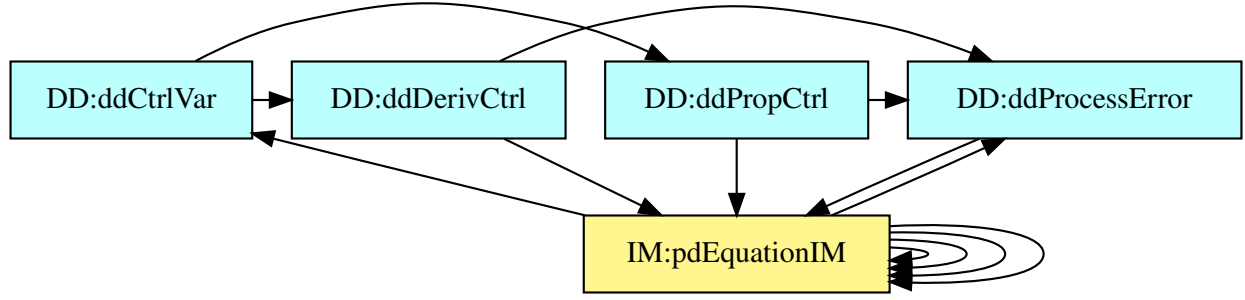 DD:ddCtrlVar
DD:ddDerivCtrl
DD:ddPropCtrl
DD:ddProcessError
IM:pdEquationIM